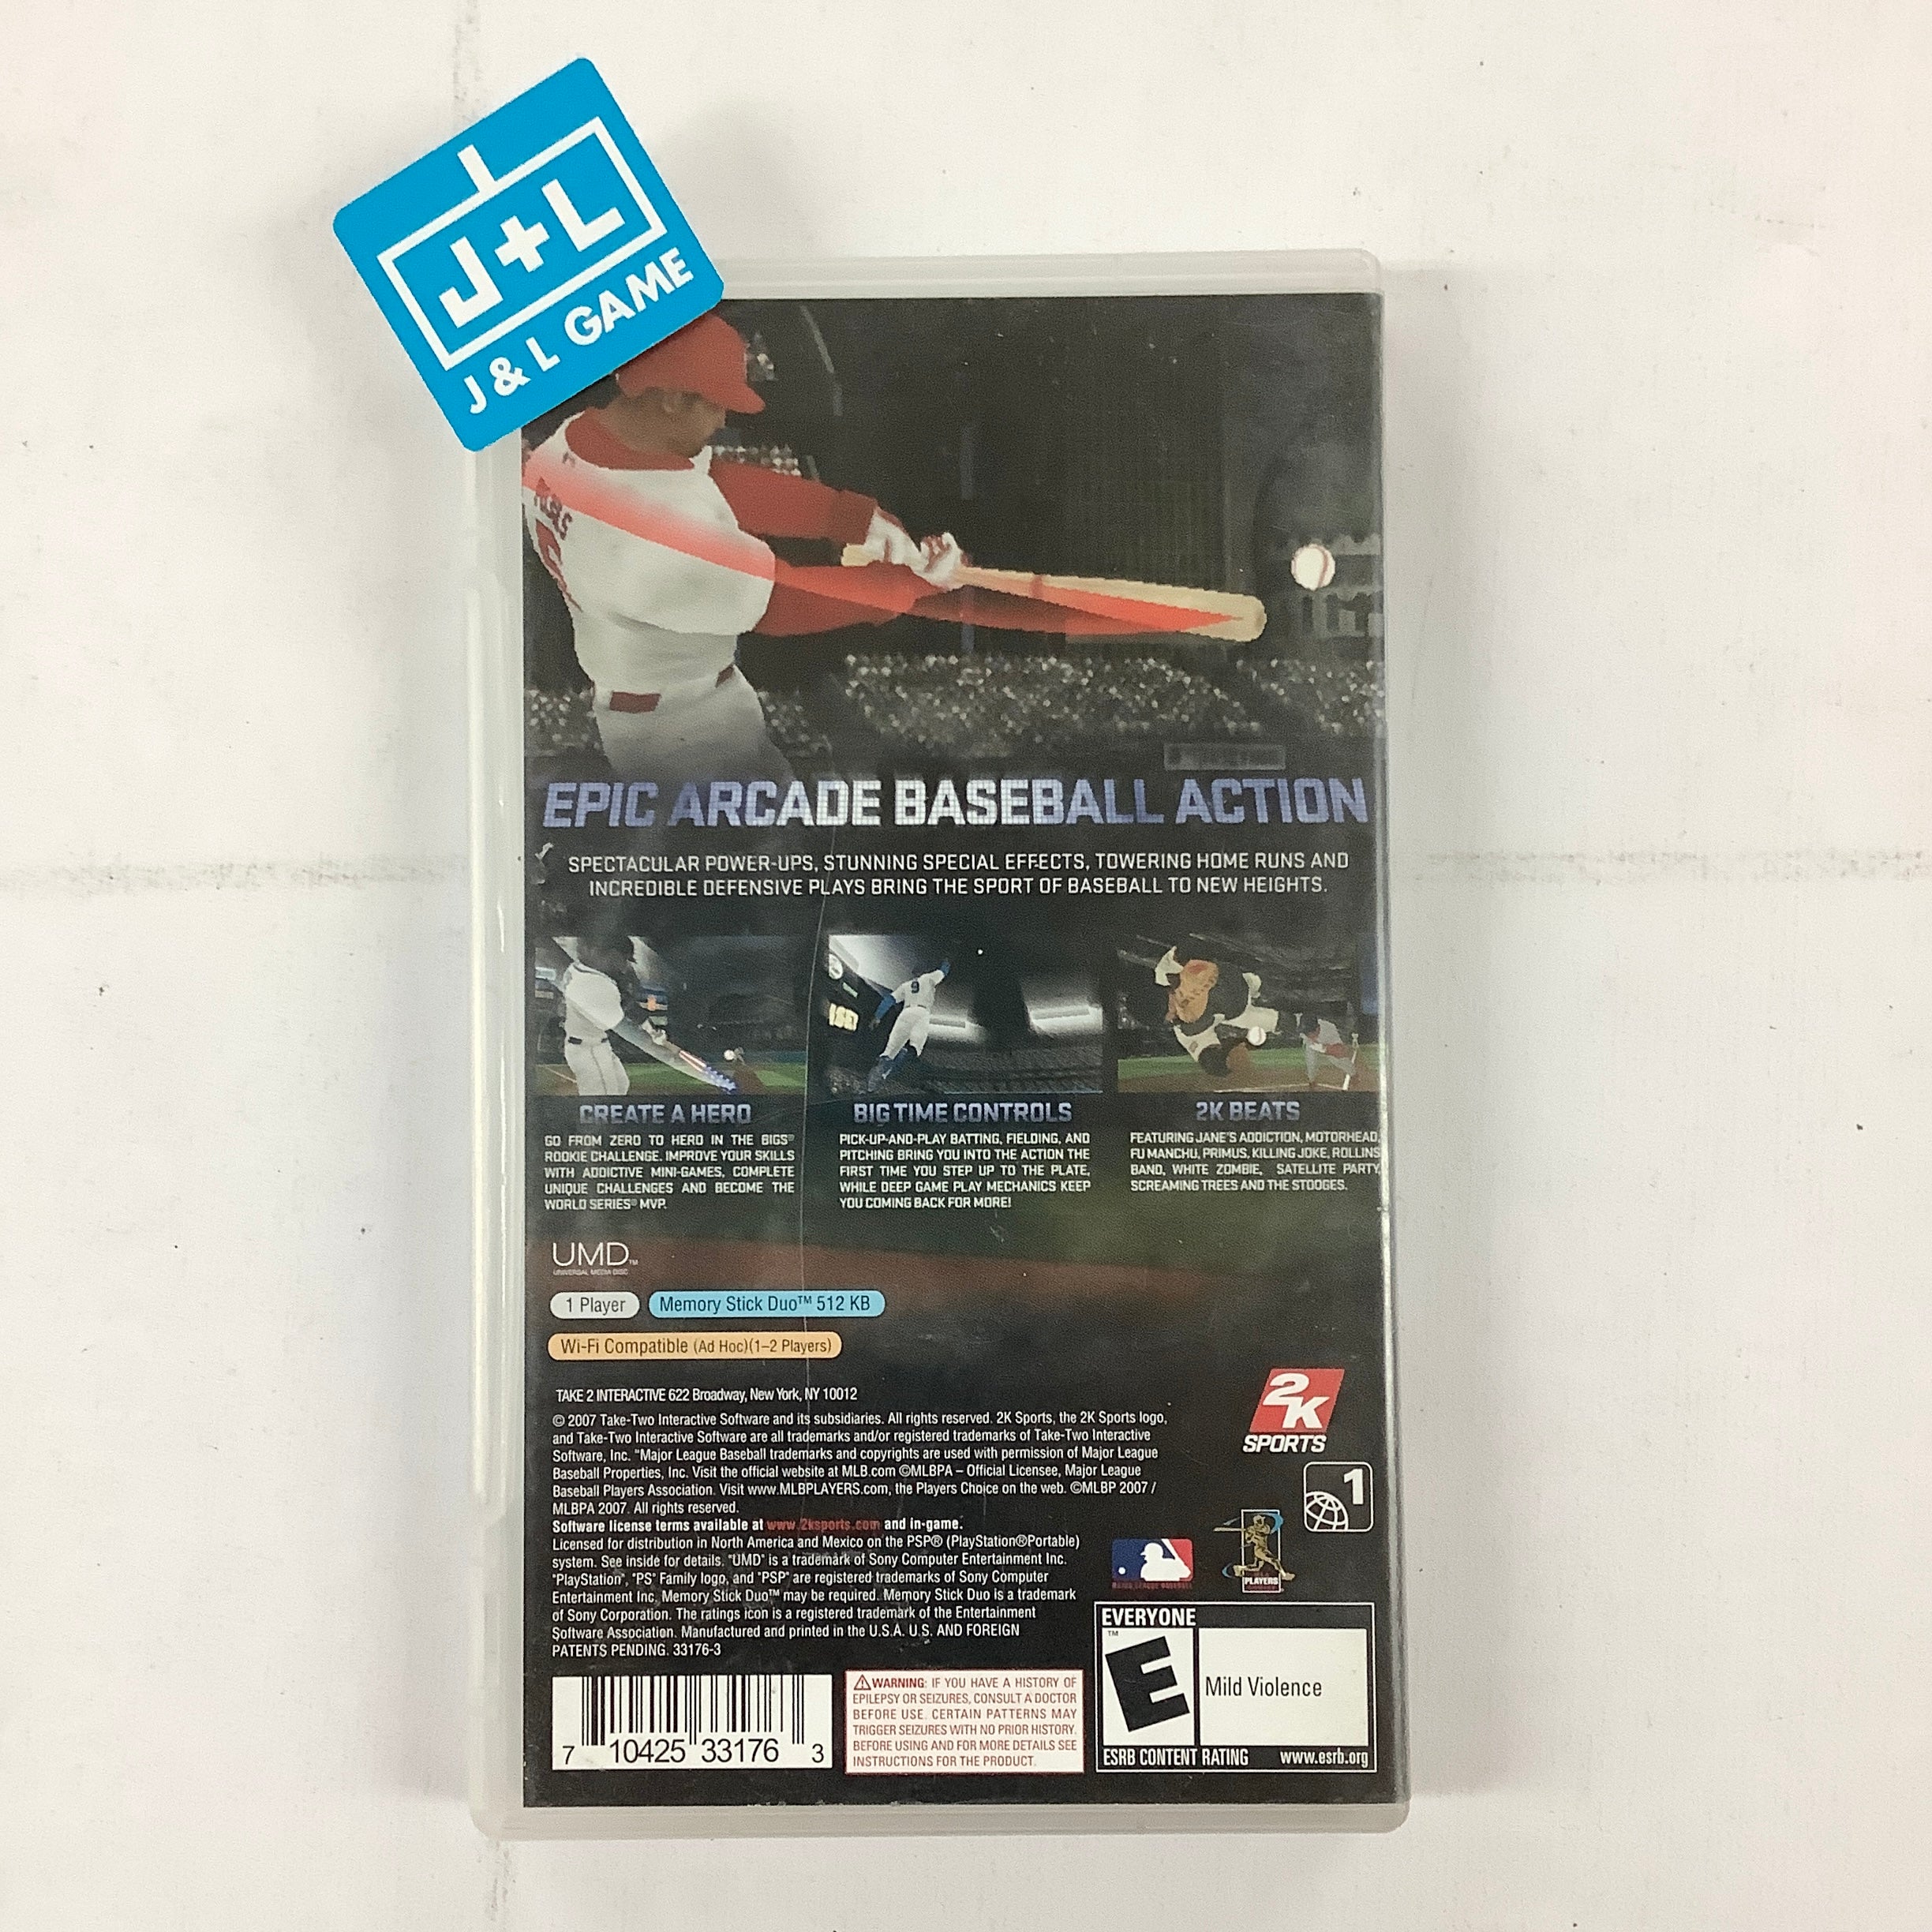 J+L
J & L GAME
EPIC ARCADE BASEBALL ACTION
SPECTACULAR POWER-UPS, STUNNING SPECIAL EFFECTS, TOWERING HOME RUNS AND
INCREDIBLE DEFENSIVE PLAYS BRING THE SPORT OF BASEBALL TO NEW HEIGHTS.
CREATE A HERO
GO FROM ZERO TO HERO IN THE BIGS®
ROOKIE CHALLENGE. IMPROVE YOUR SKILLS
WITH ADDICTIVE MINI-GAMES, COMPLETE
UNIQUE CHALLENGES AND BECOME THE
WORLD SERIES® MVP.
BIG TIME CONTROLS
PICK-UP-AND-PLAY BATTING, FIELDING, AND
PITCHING BRING YOU INTO THE ACTION THE
FIRST TIME YOU STEP UP TO THE PLATE,
WHILE DEEP GAME PLAY MECHANICS KEEP
YOU COMING BACK FOR MORE!
2K BEATS
FEATURING JANE'S ADDICTION, MOTORHEAD,
FU MANCHU, PRIMUS, KILLING JOKE, ROLLINS
BAND, WHITE ZOMBIE, SATELLITE PARTY,
SCREAMING TREES AND THE STOOGES.
UMD™
UNIVERSAL MEDIA DISC
1 Player
Memory Stick Duo™ 512 KB
Wi-Fi Compatible (Ad Hoc)(1–2 Players)
TAKE 2 INTERACTIVE 622 Broadway, New York, NY 10012
© 2007 Take-Two Interactive Software and its subsidiaries. All rights reserved. 2K Sports, the 2K Sports logo,
and Take-Two Interactive Software are all trademarks and/or registered trademarks of Take-Two Interactive
Software, Inc. "Major League Baseball trademarks and copyrights are used with permission of Major League
Baseball Properties, Inc. Visit the official website at MLB.com ©MLBPA – Official Licensee, Major League
Baseball Players Association. Visit www.MLBPLAYERS.com, the Players Choice on the web. ©MLBP 2007 /
MLBPA 2007. All rights reserved.
Software license terms available at www.2ksports.com and in-game.
Licensed for distribution in North America and Mexico on the PSP® (PlayStation®Portable)
system. See inside for details. "UMD" is a trademark of Sony Computer Entertainment Inc.
"PlayStation", "PS" Family logo, and "PSP" are registered trademarks of Sony Computer
Entertainment Inc. Memory Stick Duo™ may be required. Memory Stick Duo is a trademark
of Sony Corporation. The ratings icon is a registered trademark of the Entertainment
Software Association. Manufactured and printed in the U.S.A. U.S. AND FOREIGN
PATENTS PENDING. 33176-3
2K
SPORTS
1
MAJOR LEAGUE BASEBALL
PLAYERS
7 10425 33176 3
WARNING: IF YOU HAVE A HISTORY OF
EPILEPSY OR SEIZURES, CONSULT A DOCTOR
BEFORE USE. CERTAIN PATTERNS MAY
TRIGGER SEIZURES WITH NO PRIOR HISTORY.
BEFORE USING AND FOR MORE DETAILS SEE
INSTRUCTIONS FOR THE PRODUCT.
EVERYONE
E™
Mild Violence
ESRB CONTENT RATING www.esrb.org